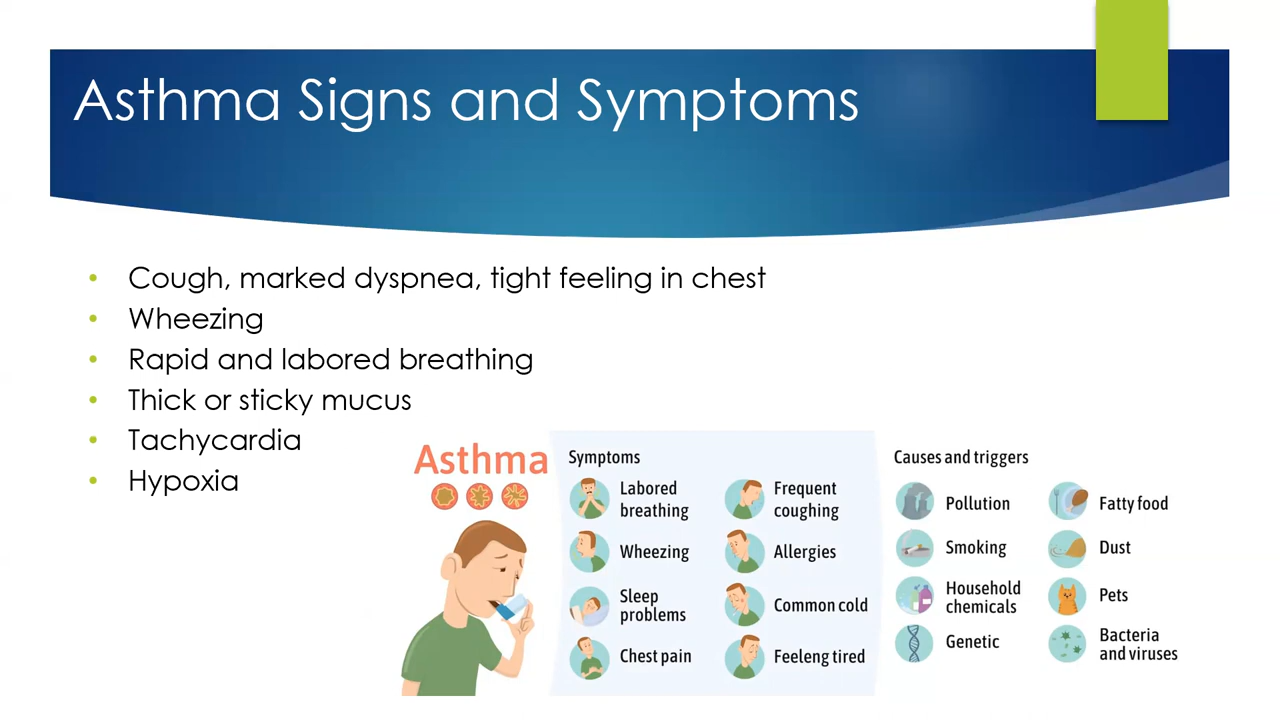 Asthma Signs and Symptoms
• Cough, marked dyspnea, tight feeling in chest
• Wheezing
• Rapid and labored breathing
• Thick or sticky mucus
• Tachycardia
• Hypoxia
Asthma
Symptoms
Labored
breathing
Wheezing
Sleep
problems
Chest pain
Frequent
coughing
Allergies
Common cold
Feeleng tired
Causes and triggers
Pollution
Smoking
Household
chemicals
Genetic
Fatty food
Dust
Pets
Bacteria
and viruses